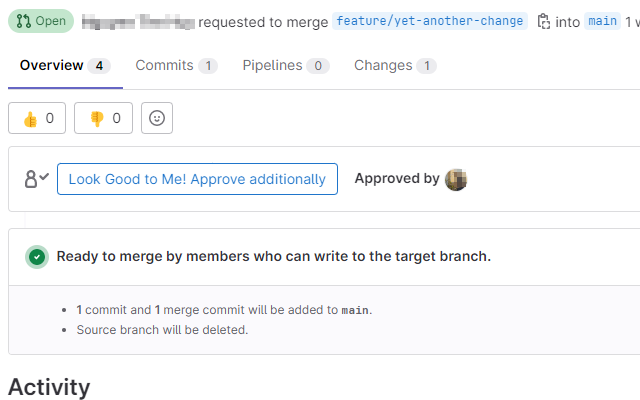 Open requested to merge feature/yet-another-change into main 1
Overview 4 Commits 1 Pipelines 0 Changes 1
0 0
Look Good to Me! Approve additionally Approved by
Ready to merge by members who can write to the target branch.
1 commit and 1 merge commit will be added to main.
Source branch will be deleted.
Activity